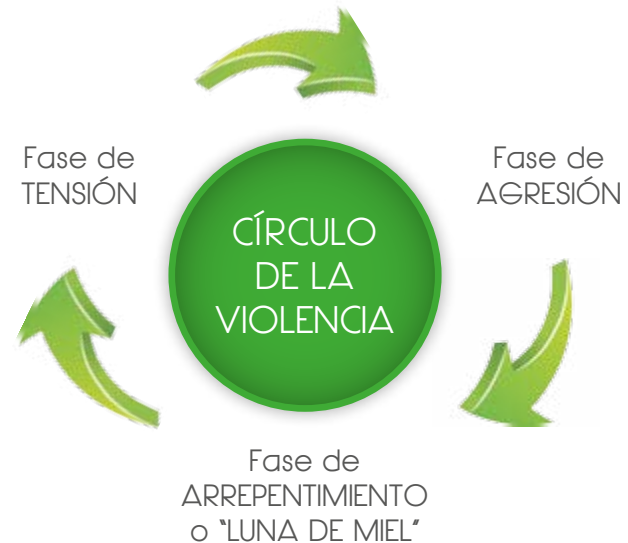 Fase de
TENSIÓN
Fase de
AGRESIÓN
CÍRCULO
DE LA
VIOLENCIA
Fase de
ARREPENTIMIENTO
o "LUNA DE MIEL"